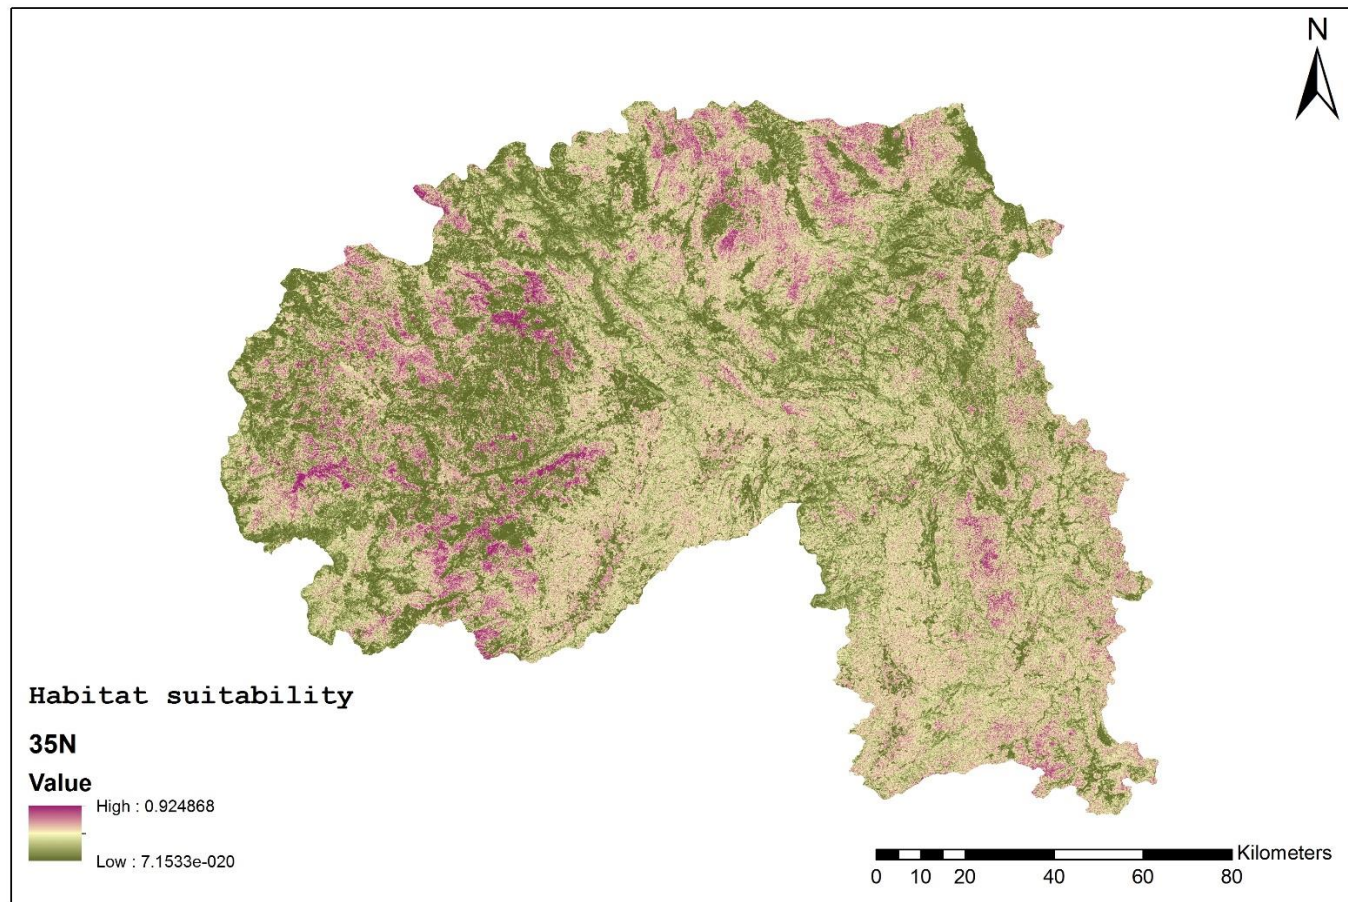 N
Habitat suitability
35N
Value
High : 0.924868
Low : 7.1533e-020
Kilometers
0 10 20 40 60 80